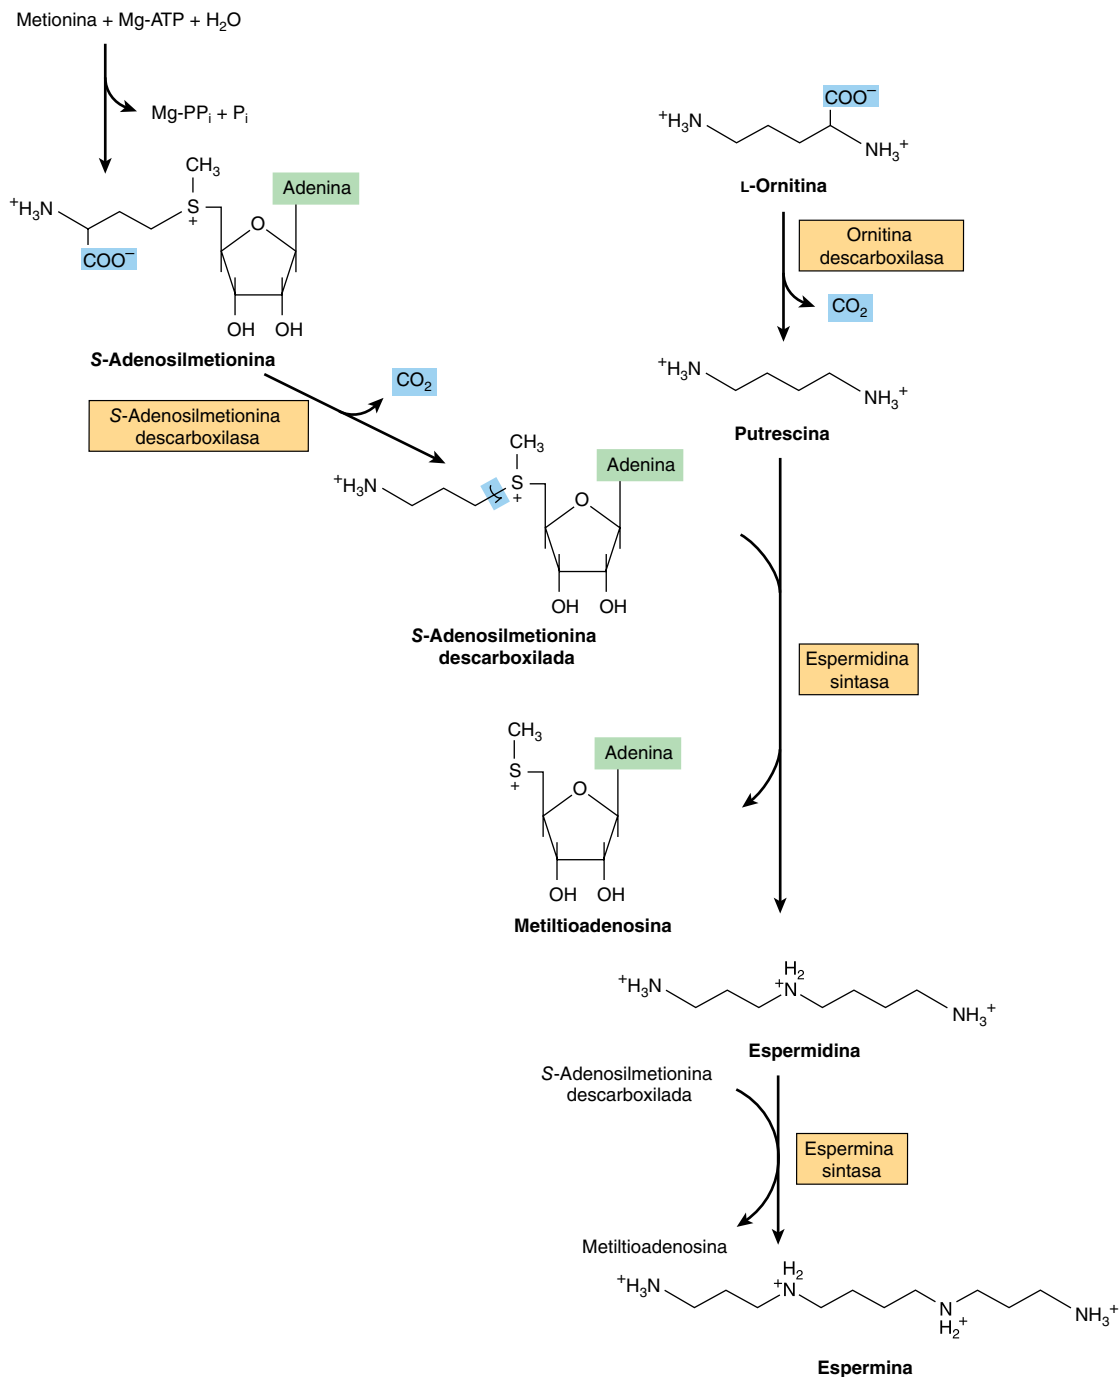 Metionina + Mg-ATP + H₂O
Mg-PPᵢ + Pᵢ
CH₃
Adenina
⁺H₃N
S
+
O
COO⁻
OH OH
S-Adenosilmetionina
COO⁻
⁺H₃N
NH₃⁺
L-Ornitina
Ornitina
descarboxilasa
CO₂
⁺H₃N
NH₃⁺
Putrescina
CO₂
S-Adenosilmetionina
descarboxilasa
CH₃
Adenina
⁺H₃N
S
+
O
OH OH
S-Adenosilmetionina
descarboxilada
Espermidina
sintasa
CH₃
Adenina
S
+
O
OH OH
Metiltioadenosina
H₂
⁺H₃N
⁺N
NH₃⁺
Espermidina
S-Adenosilmetionina
descarboxilada
Espermina
sintasa
Metiltioadenosina
H₂
⁺H₃N
⁺N
N
H₂⁺
NH₃⁺
Espermina